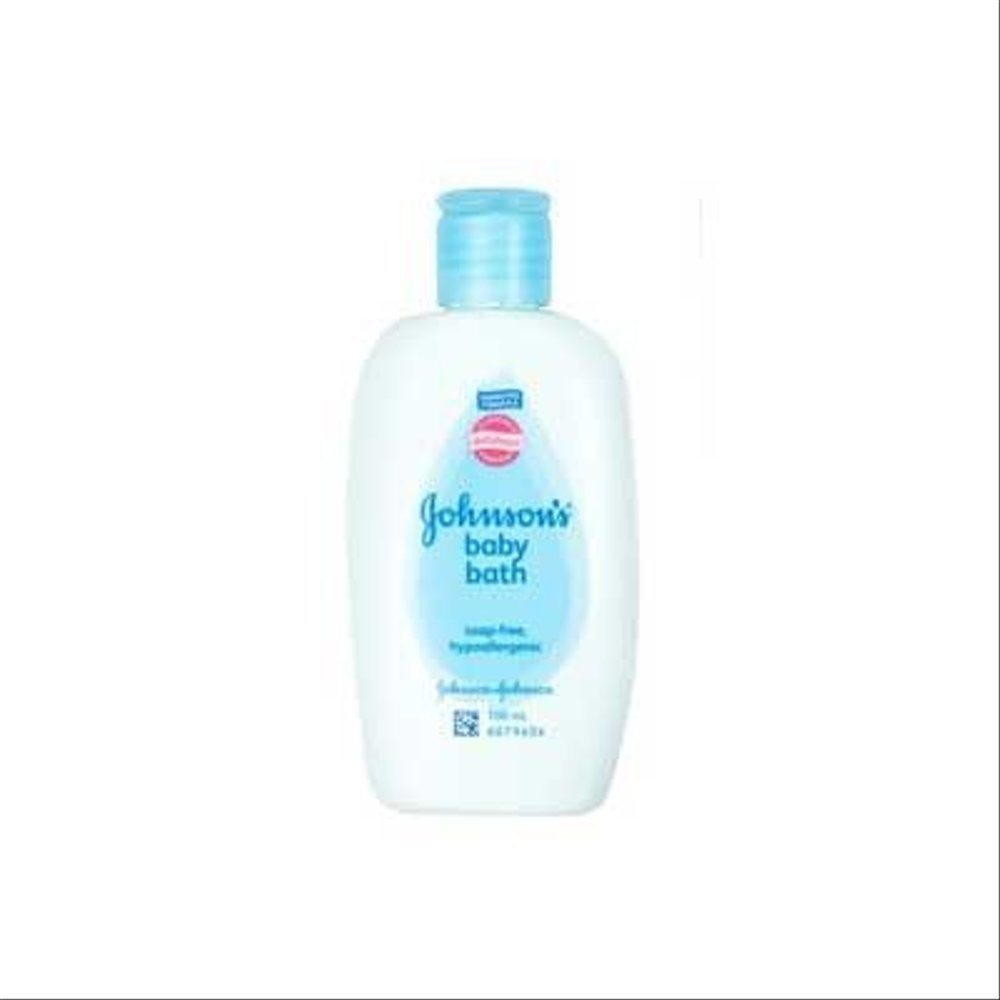 Johnson's
baby
bath
soap-free,
hypoallergenic
Johnson & Johnson
100 mL